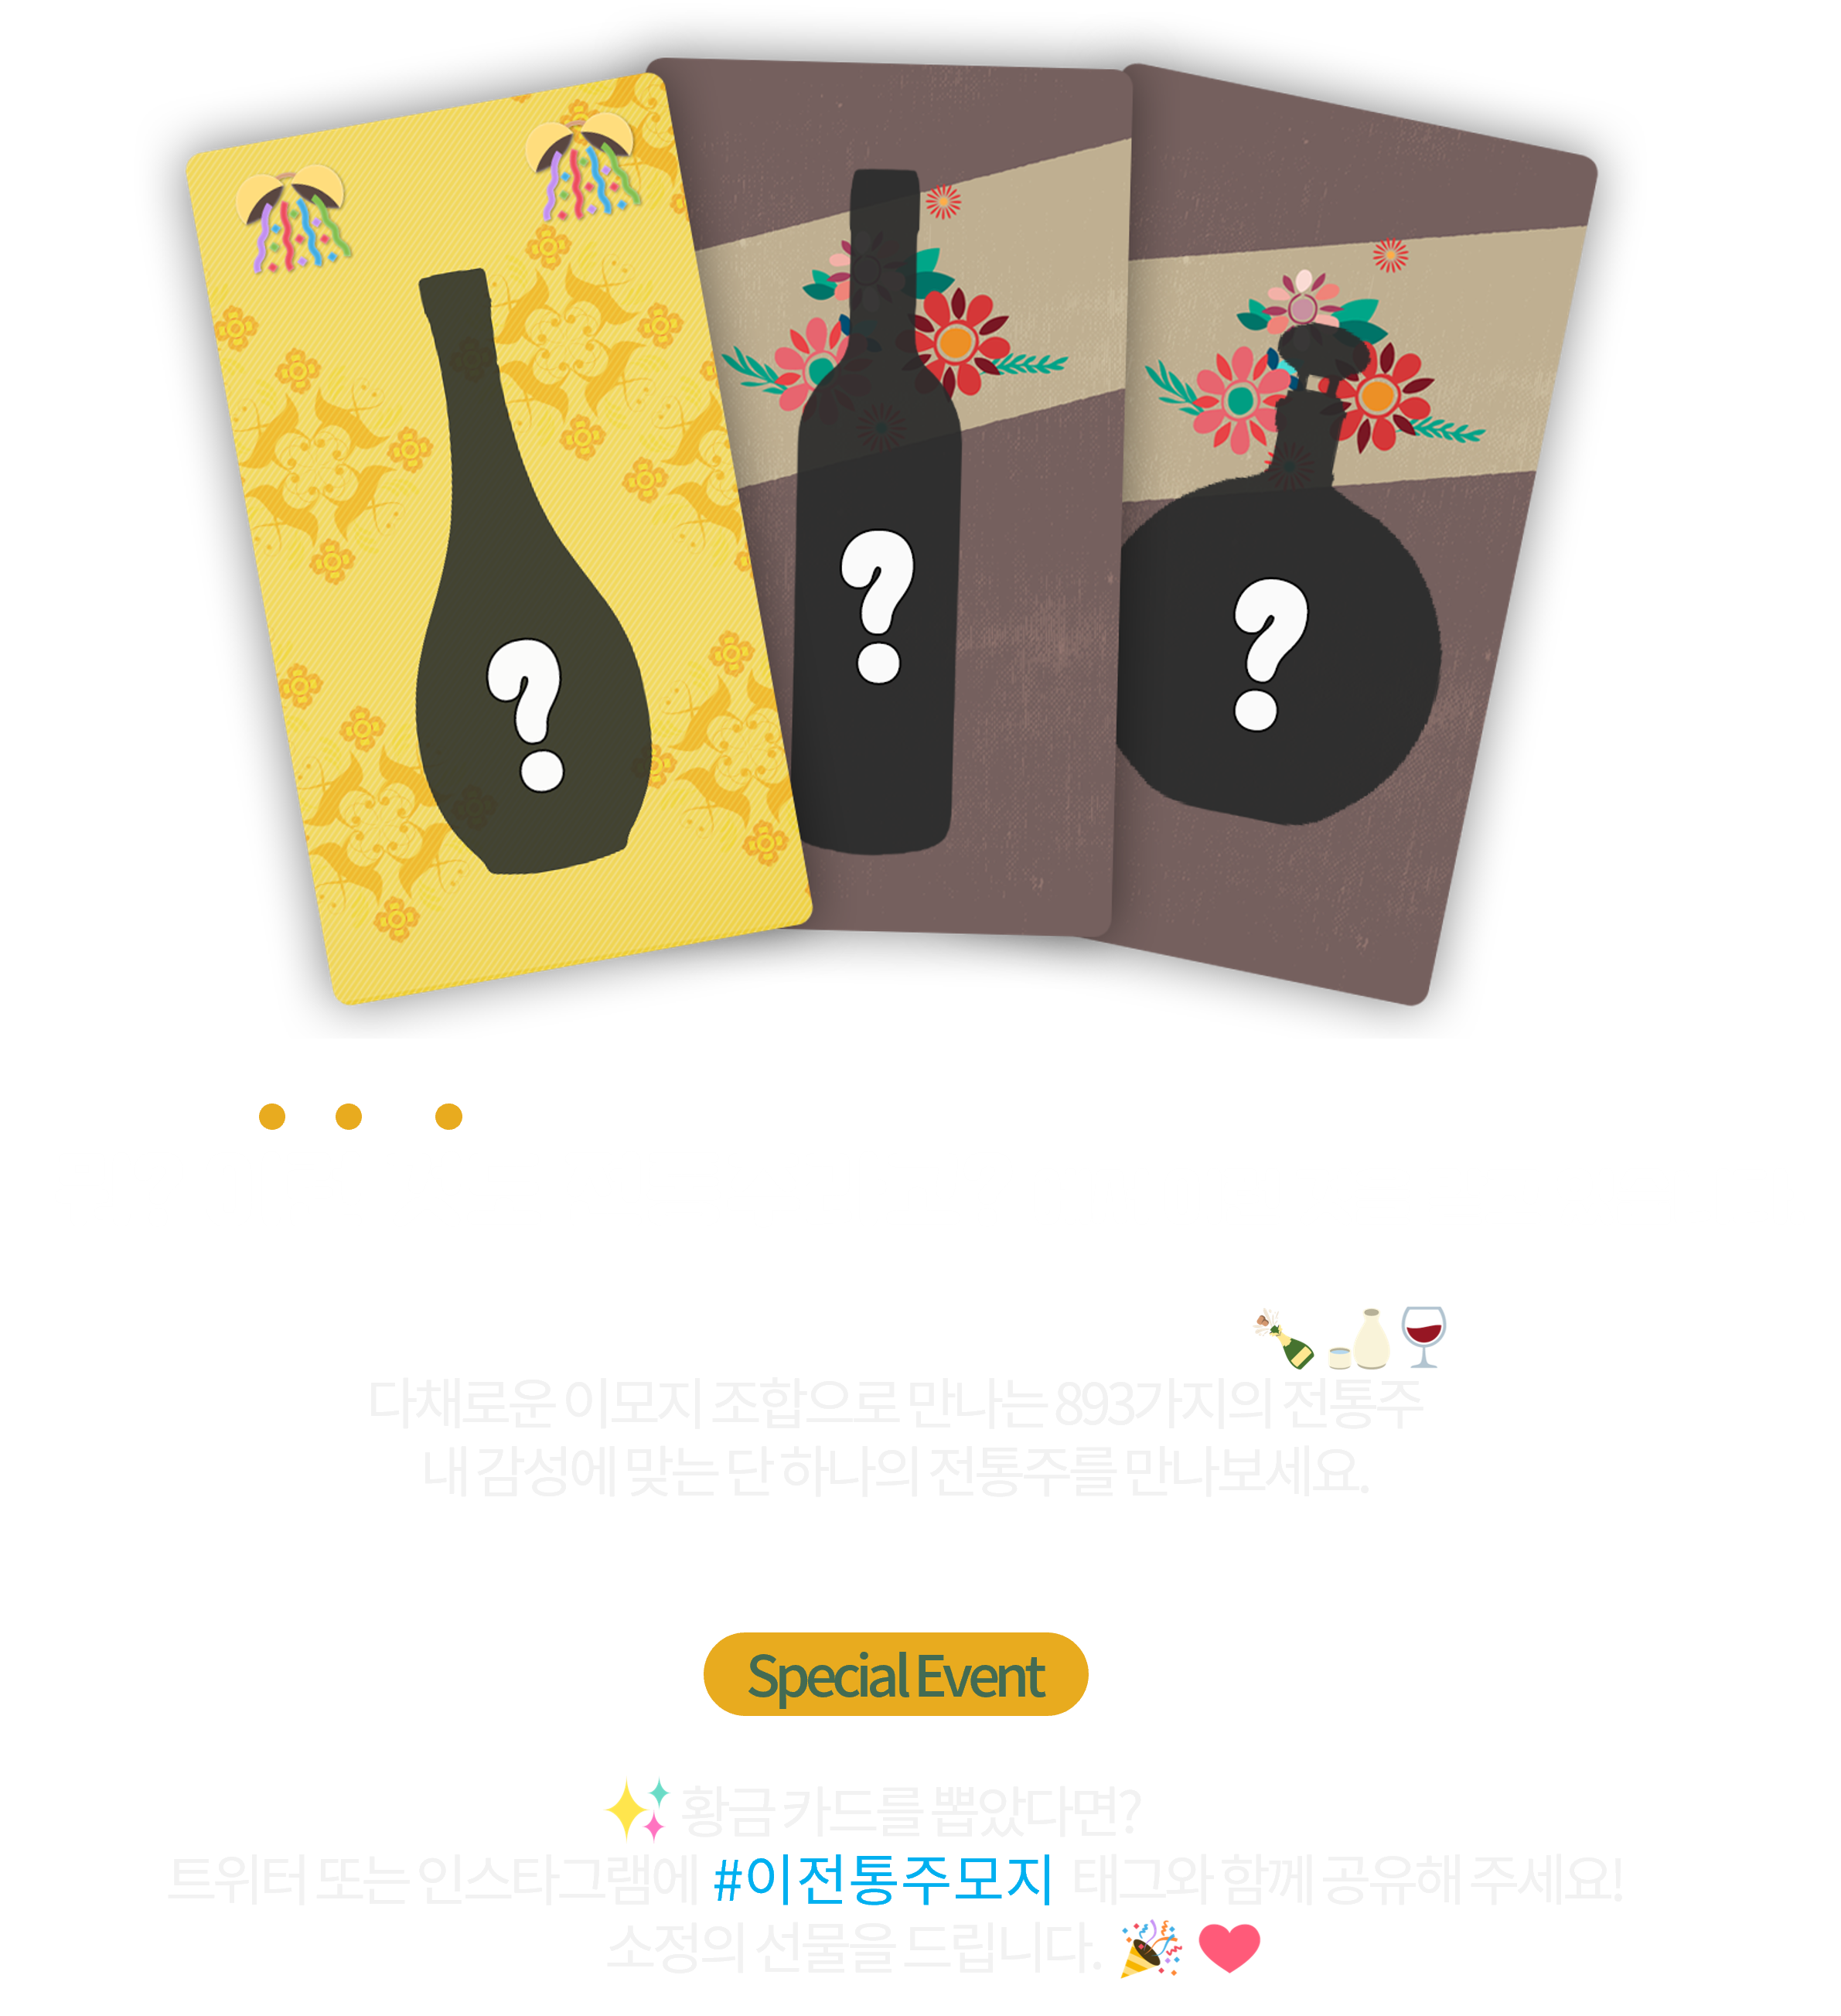 ?
?
?
다채로운 이모지 조합으로 만나는 893가지의 전통주
내 감성에 맞는 단 하나의 전통주를 만나보세요.
Special Event
✨ 황금 카드를 뽑았다면?
트위터 또는 인스타그램에 #이전통주모지 태그와 함께 공유해 주세요!
소정의 선물을 드립니다. 🎉 ❤